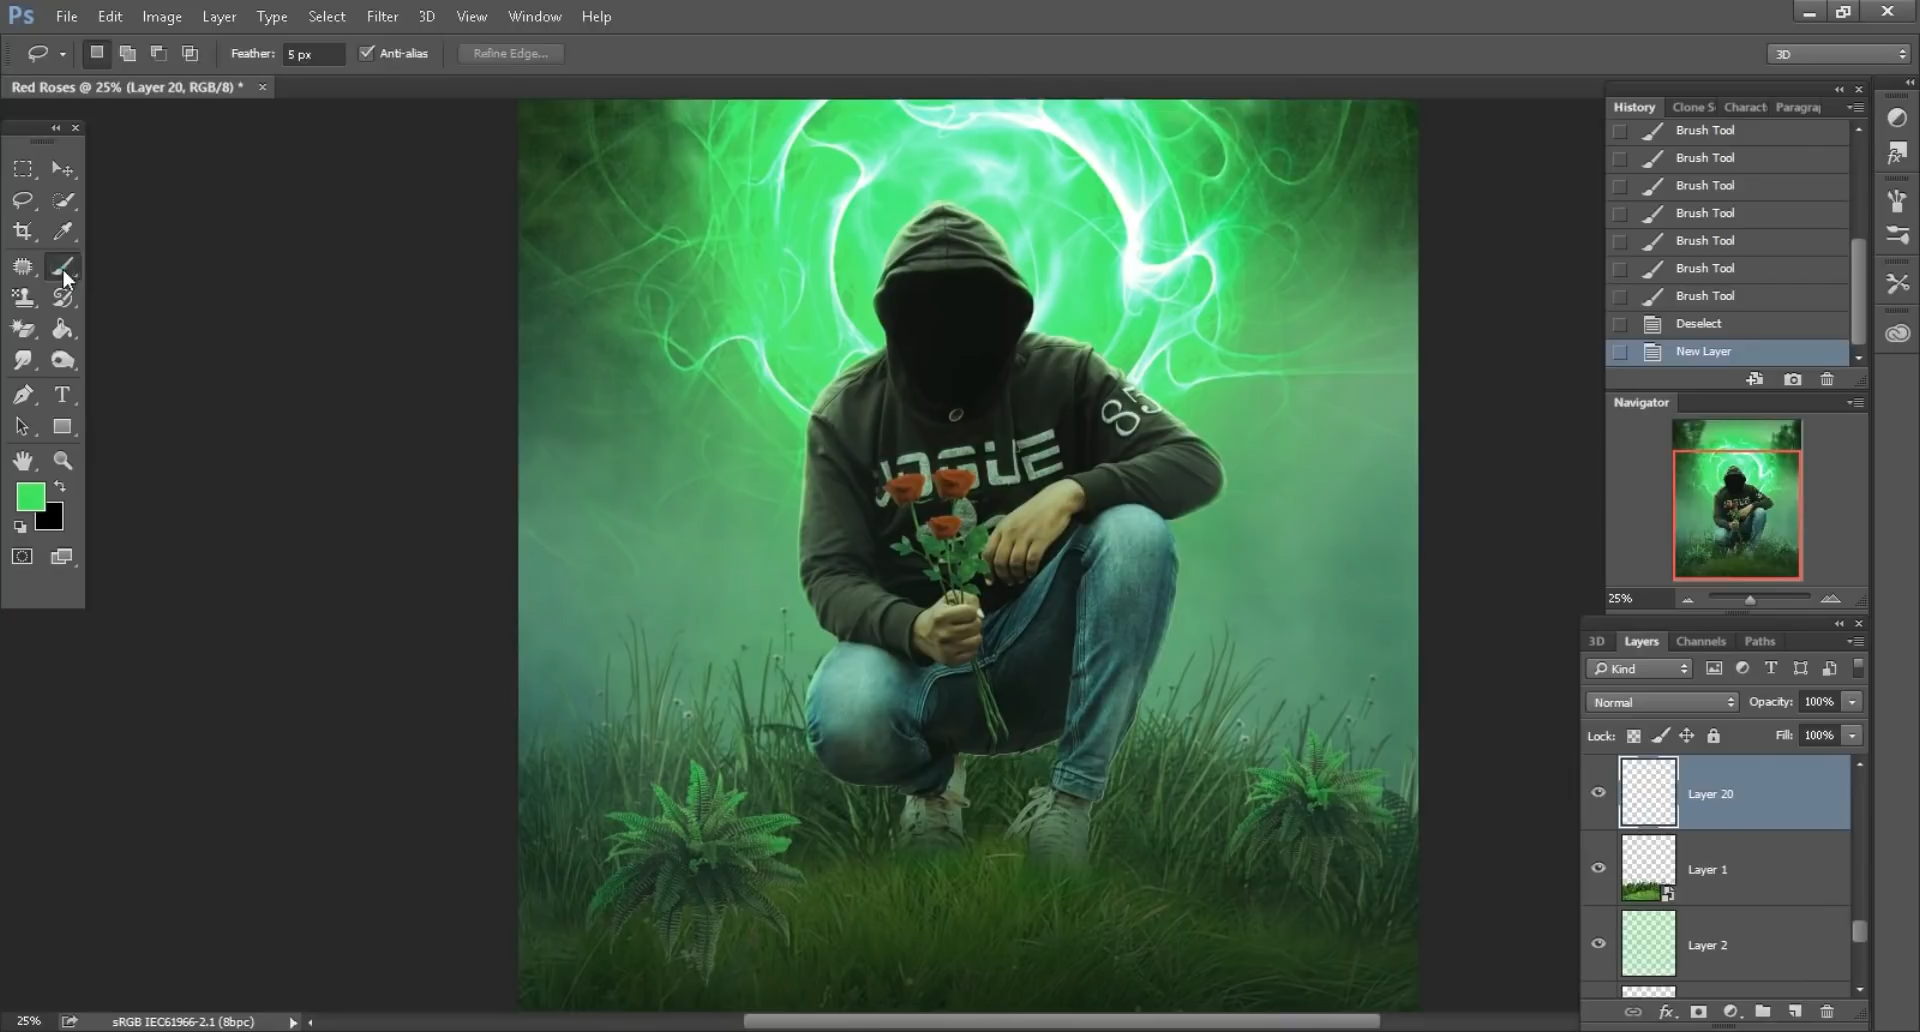 Ps File Edit Image Layer Type Select Filter 3D View Window Help
Feather: 5 px Anti-alias Refine Edge... 3D
Red Roses @ 25% (Layer 20, RGB/8) *
History Clone S Charact Paragra
Brush Tool
Brush Tool
Brush Tool
Brush Tool
Brush Tool
Brush Tool
Brush Tool
Deselect
New Layer
Navigator
25%
3D Layers Channels Paths
Kind
Normal Opacity: 100%
Lock: Fill: 100%
Layer 20
Layer 1
Layer 2
fx
85
25% sRGB IEC61966-2.1 (8bpc)